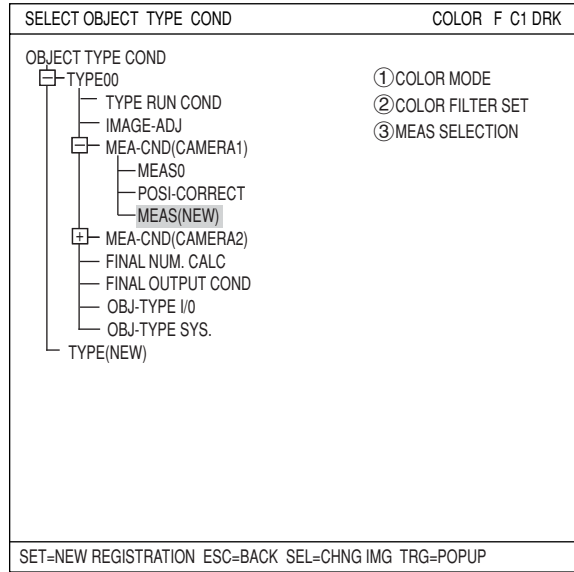 SELECT OBJECT TYPE COND COLOR F C1 DRK
OBJECT TYPE COND
TYPE00
TYPE RUN COND
IMAGE-ADJ
MEA-CND(CAMERA1)
MEAS0
POSI-CORRECT
MEAS(NEW)
MEA-CND(CAMERA2)
FINAL NUM. CALC
FINAL OUTPUT COND
OBJ-TYPE I/0
OBJ-TYPE SYS.
TYPE(NEW)
①COLOR MODE
②COLOR FILTER SET
③MEAS SELECTION
SET=NEW REGISTRATION ESC=BACK SEL=CHNG IMG TRG=POPUP